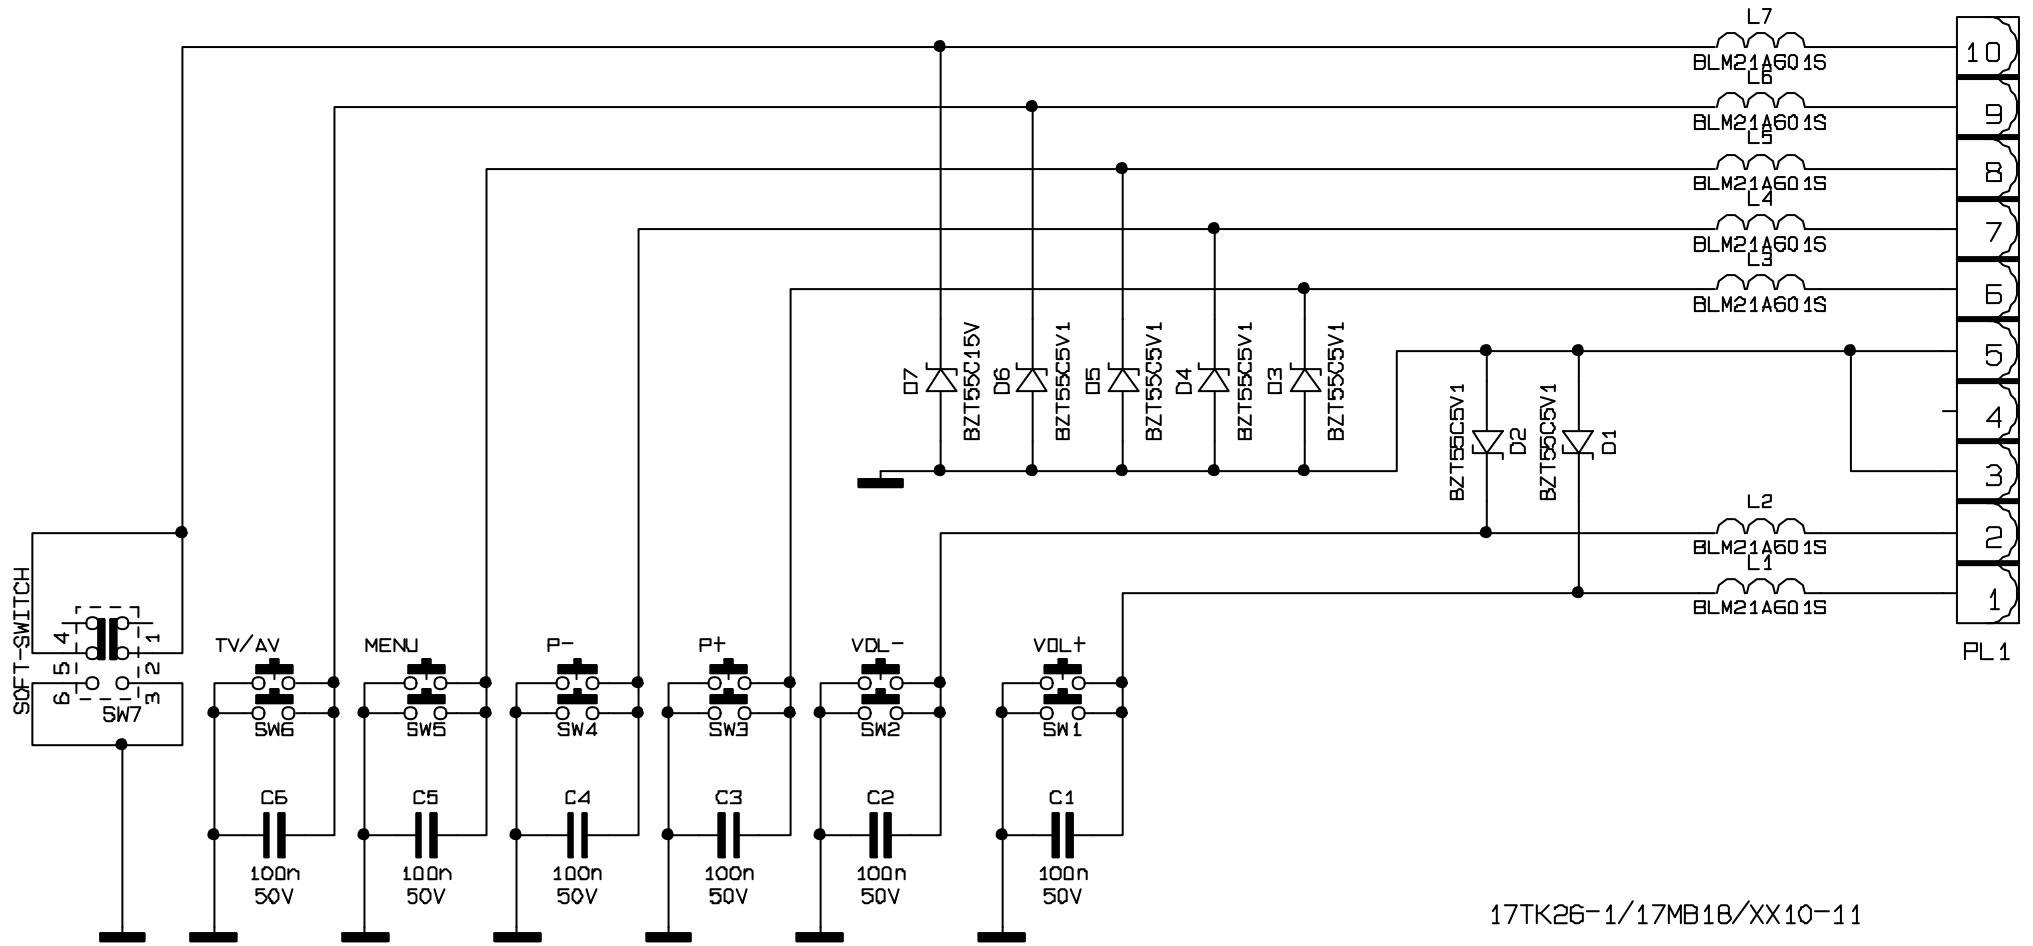 L7
BLM21A601S
10
L6
BLM21A601S
9
L5
BLM21A601S
8
L4
BLM21A601S
7
L3
BLM21A601S
6
5
4
3
L2
BLM21A601S
2
L1
BLM21A601S
1
PL1
D7
BZT55C15V
D6
BZT55C5V1
D5
BZT55C5V1
D4
BZT55C5V1
D3
BZT55C5V1
BZT55C5V1
D2
BZT55C5V1
D1
SOFT-SWITCH
4
5
6
1
2
3
SW7
TV/AV
MENU
P-
P+
VOL-
VOL+
SW6
SW5
SW4
SW3
SW2
SW1
C6
C5
C4
C3
C2
C1
100n
100n
100n
100n
100n
100n
50V
50V
50V
50V
50V
50V
17TK26-1/17MB18/XX10-11